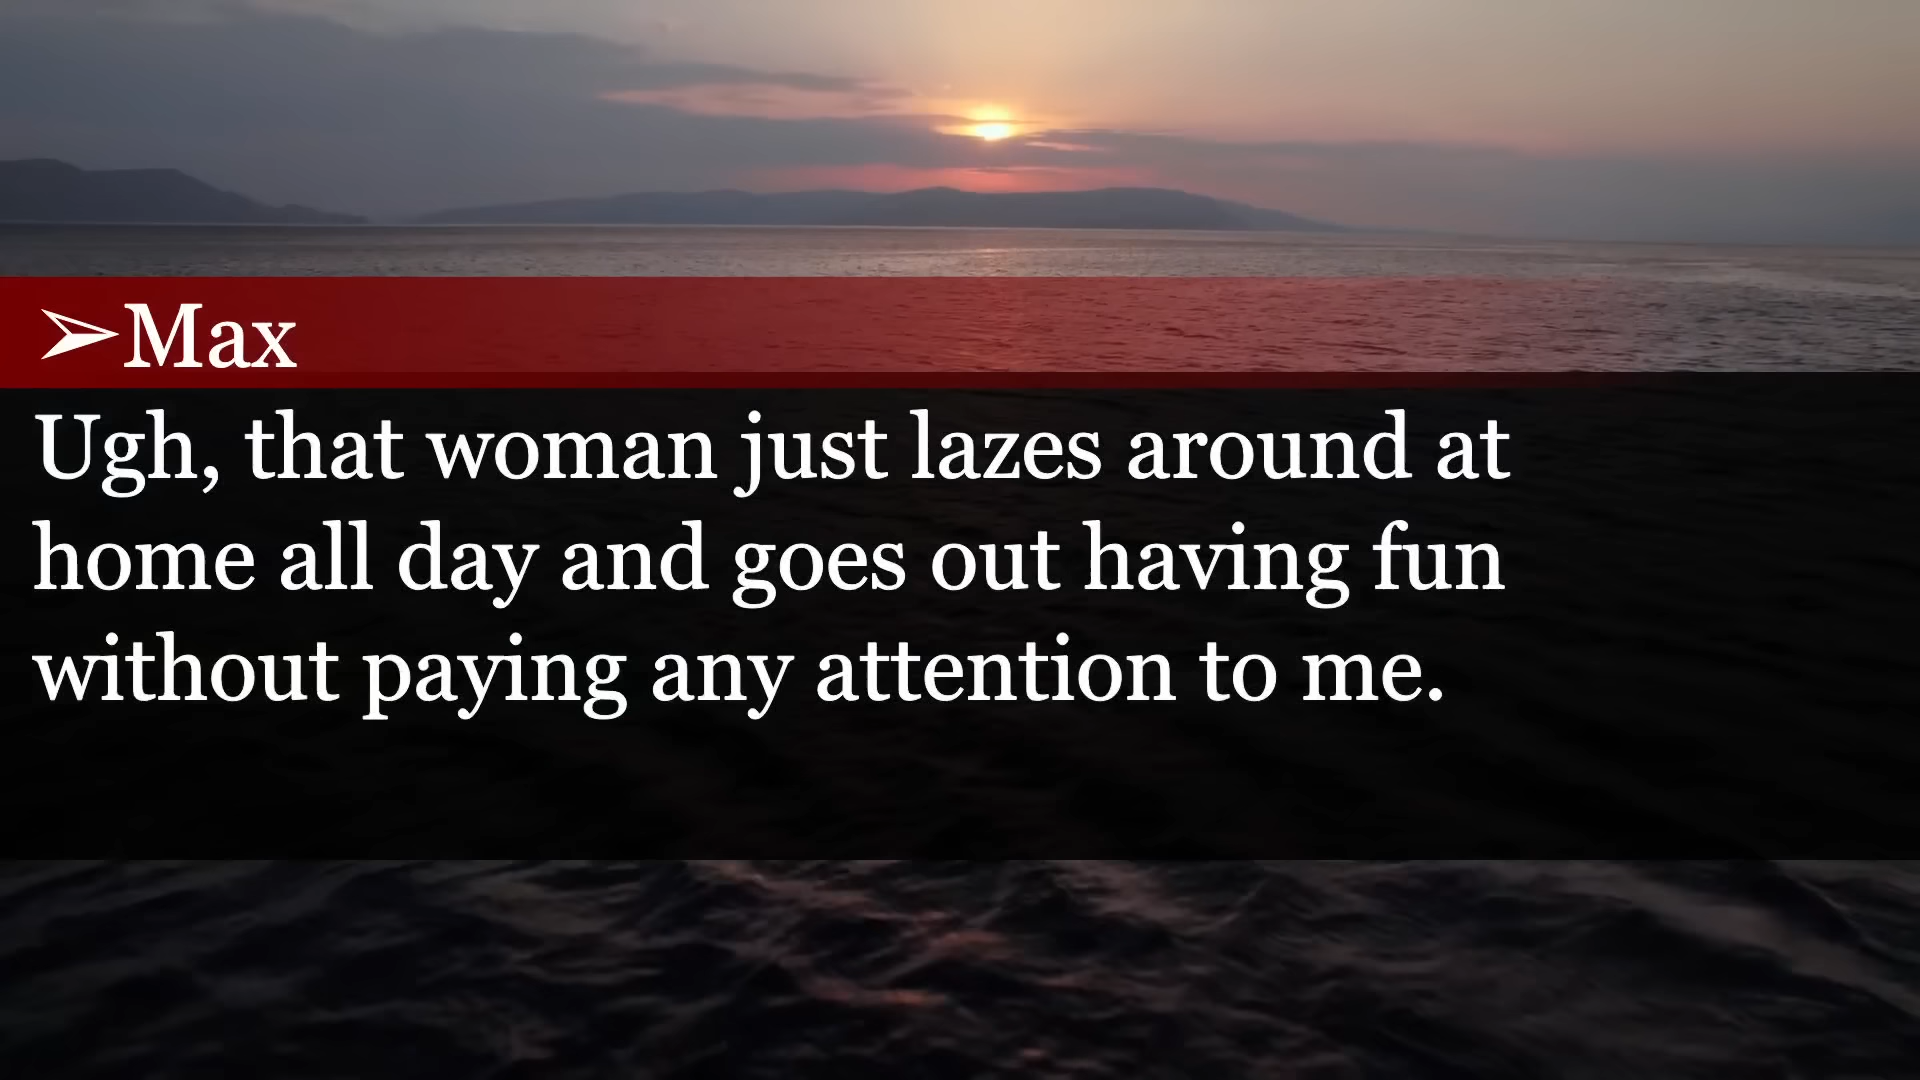 ➢Max
Ugh, that woman just lazes around at
home all day and goes out having fun
without paying any attention to me.